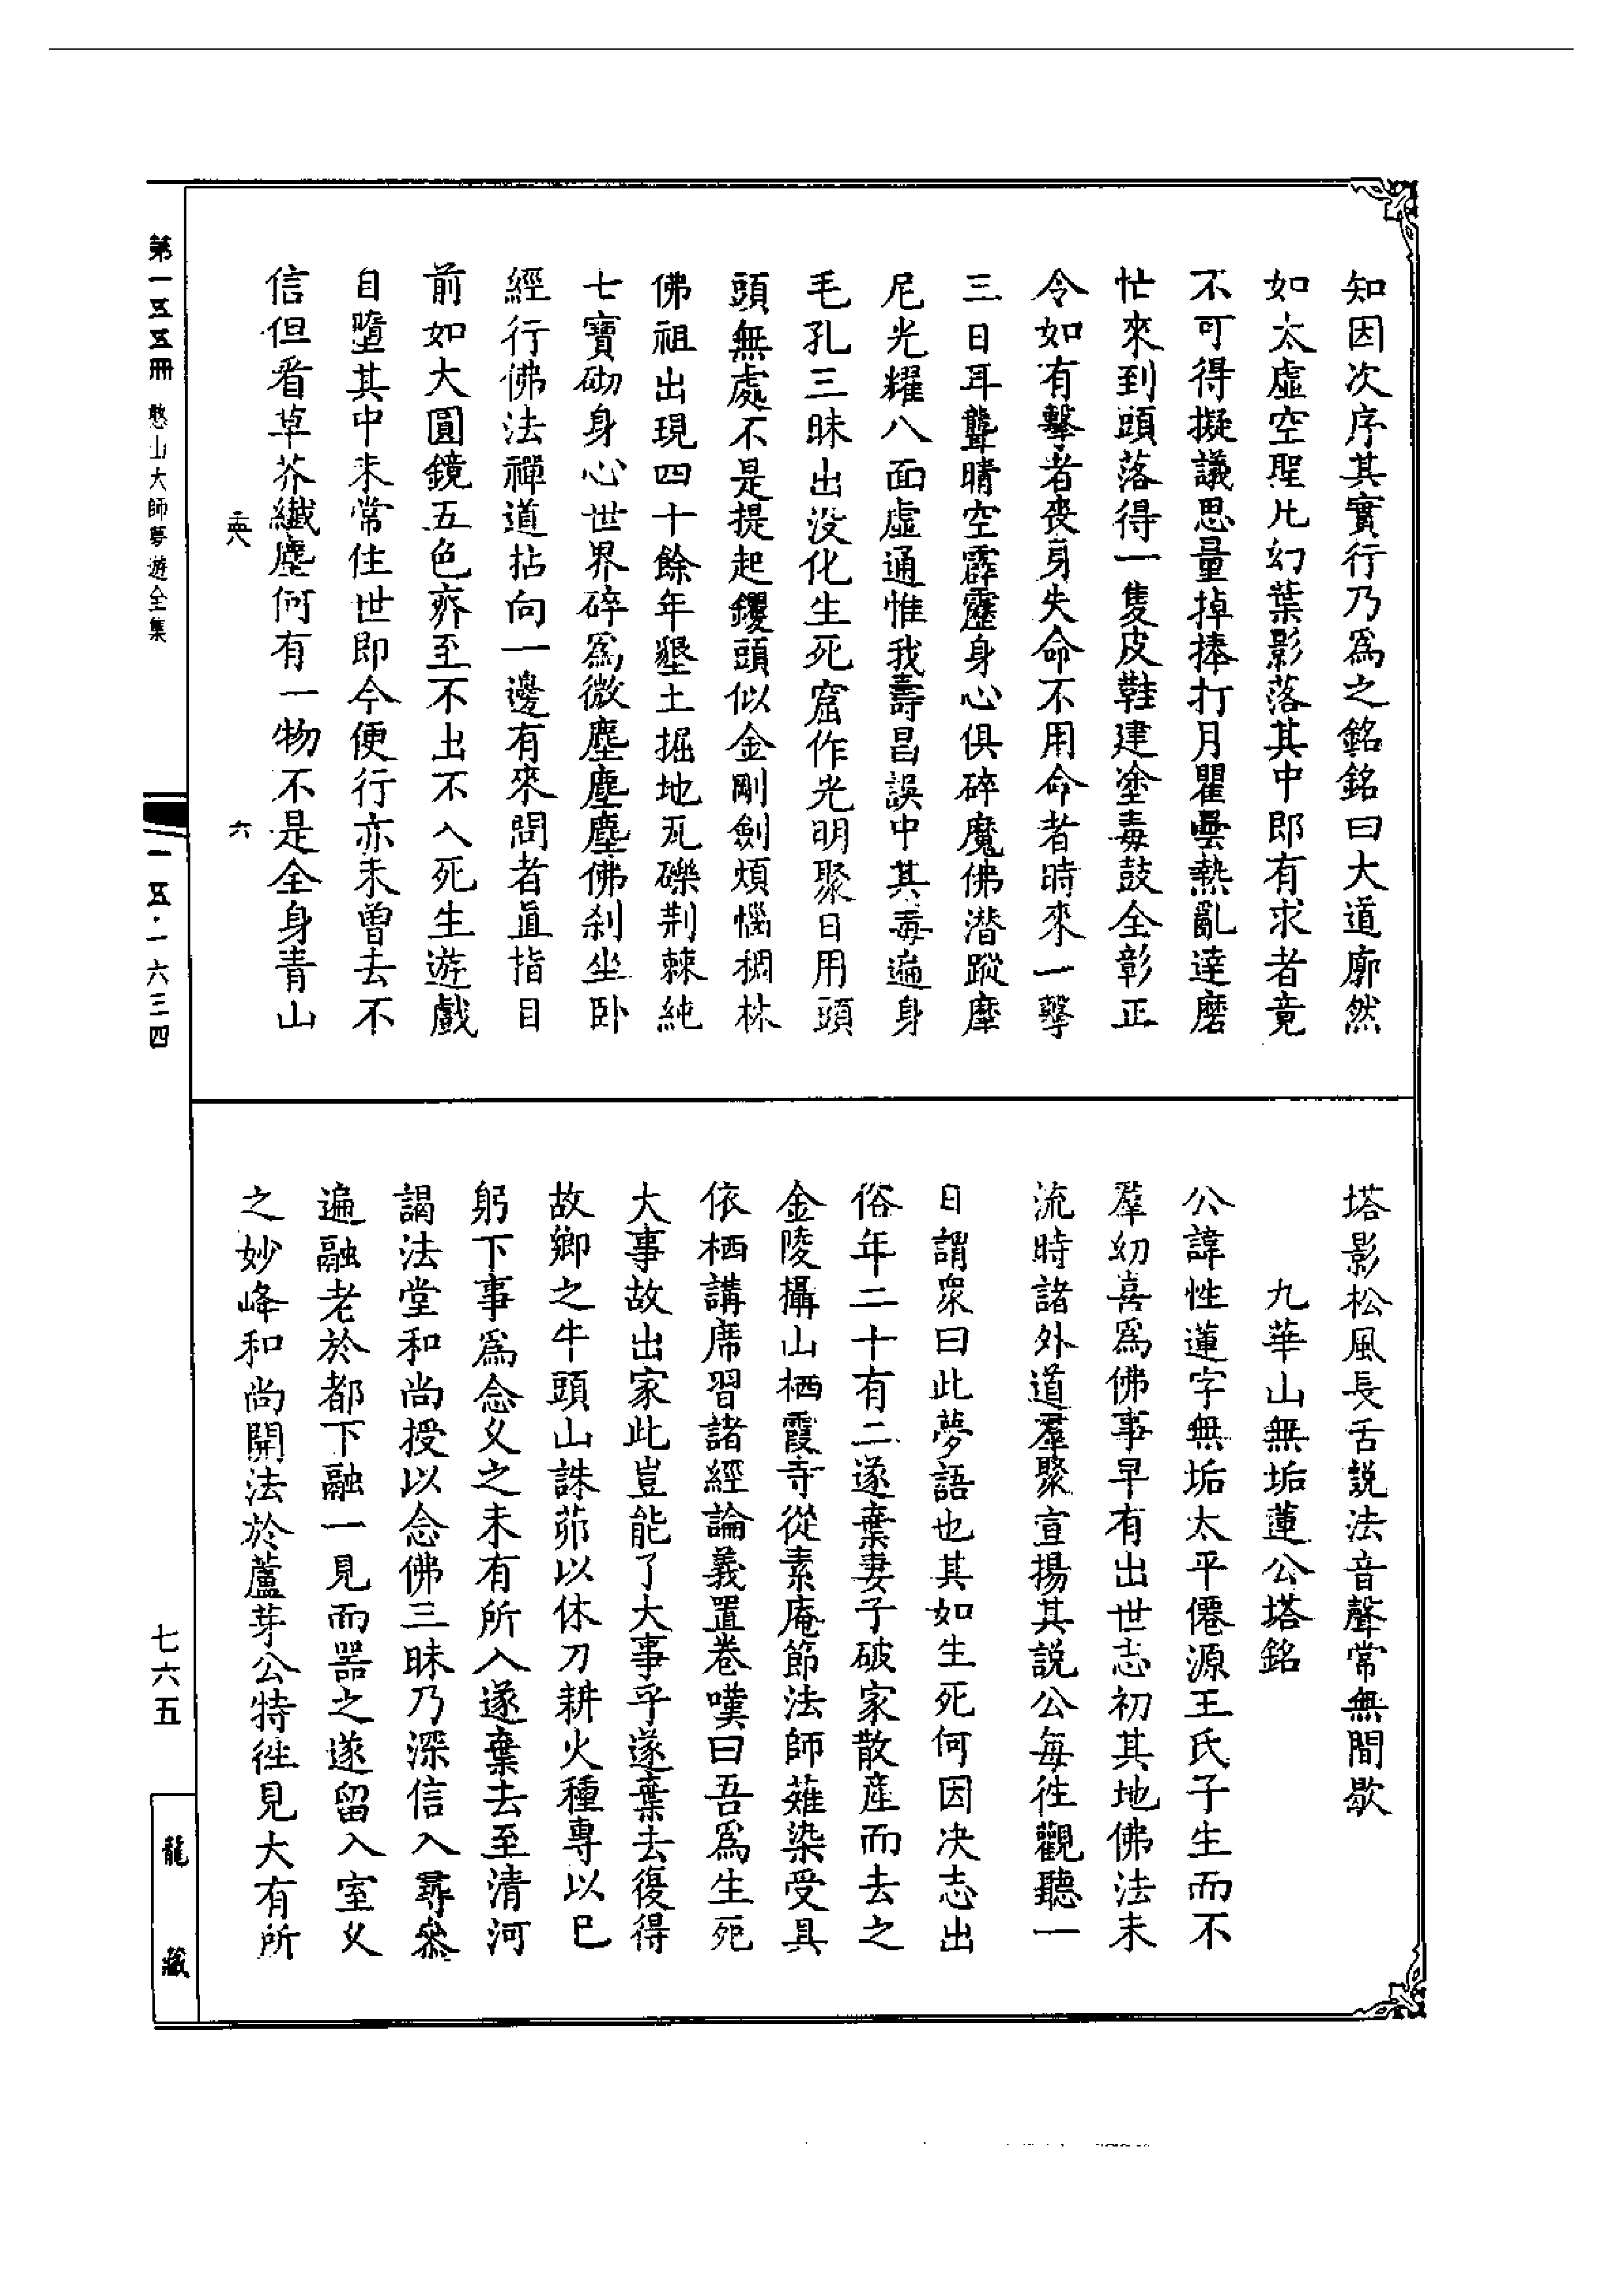 知因次序其實行乃爲之銘銘曰大道廓然
如太虛空聖凡幻葉影落其中即有求者竟
不可得擬議思量掉捧打月瞿曇熱亂達磨
忙來到頭落得一隻皮鞋建塗毒鼓全彰正
令如有擊者喪身失命不用命者時來一擊
三日耳聾晴空霹靂身心俱碎魔佛潛蹤摩
尼光耀八面虛通惟我壽昌誤中其毒遍身
毛孔三昧出没化生死窟作光明聚日用頭
頭無處不是提起钁頭似金剛劍煩惱稠林
佛祖出現四十餘年墾土掘地瓦礫荆棘純
七寶砌身心世界碎爲微塵塵塵佛刹坐卧
經行佛法禪道拈向一邊有來問者直指目
前如大圓鏡五色齊至不出不入死生遊戲
自墮其中未常住世即今便行亦未曾去不
信但看草芥纖塵何有一物不是全身青山
六
塔影松風長舌説法音聲常無間歇
九華山無垢蓮公塔銘
公諱性蓮字無垢太平僊源王氏子生而不
羣幼喜爲佛事早有出世志初其地佛法未
流時諸外道羣聚宣揚其説公每徃觀聽一
日謂衆曰此夢語也其如生死何因决志出
俗年二十有二遂棄妻子破家散産而去之
金陵攝山栖霞寺從素庵節法師薙染受具
依栖講席習諸經論義置卷嘆曰吾爲生死
大事故出家此豈能了大事乎遂棄去復得
故鄉之牛頭山誅茆以休刀耕火種專以巳
躬下事爲念乆之未有所入遂棄去至清河
謁法堂和尚授以念佛三昧乃深信入尋叅
遍融老於都下融一見而噐之遂留入室乆
之妙峰和尚開法於蘆芽公特徃見大有所
第一五五冊 憨山大師夢遊全集
一五·一六三四
七六五
龍藏